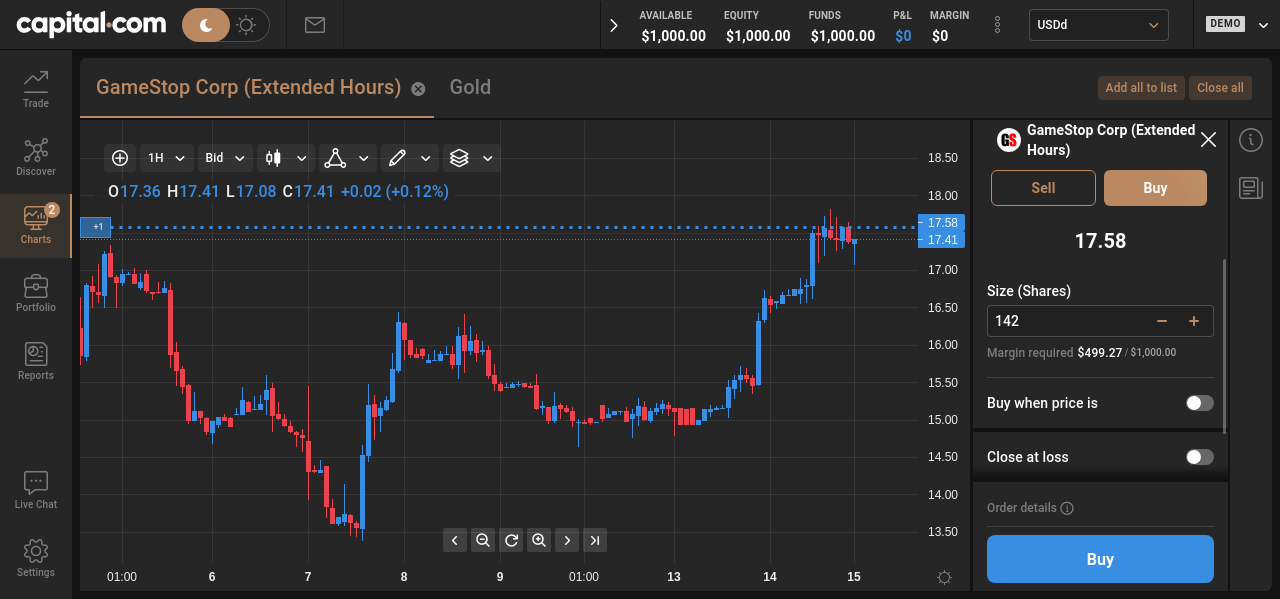 capital.com
AVAILABLE
$1,000.00
EQUITY
$1,000.00
FUNDS
$1,000.00
P&L
$0
MARGIN
$0
USDd
DEMO
Trade
Discover
2
Charts
Portfolio
Reports
Live Chat
Settings
GameStop Corp (Extended Hours)
Gold
Add all to list
Close all
1H
Bid
O17.36 H17.41 L17.08 C17.41 +0.02 (+0.12%)
+1
18.50
18.00
17.58
17.41
17.00
16.50
16.00
15.50
15.00
14.50
14.00
13.50
01:00
6
7
8
9
01:00
13
14
15
GS
GameStop Corp (Extended
Hours)
Sell
Buy
17.58
Size (Shares)
142
Margin required $499.27 / $1,000.00
Buy when price is
Close at loss
Order details
Buy